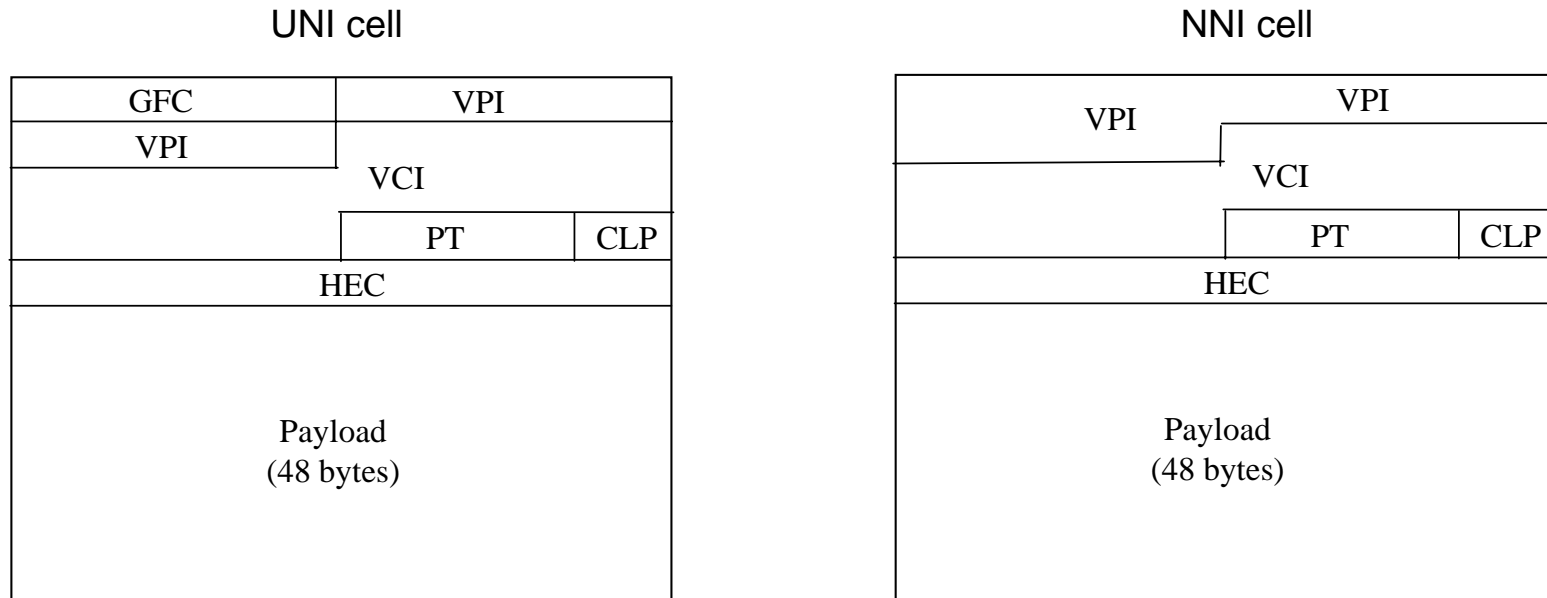 UNI cell
GFC VPI
VPI
VCI
PT CLP
HEC
Payload
(48 bytes)
NNI cell
VPI VPI
VCI
PT CLP
HEC
Payload
(48 bytes)